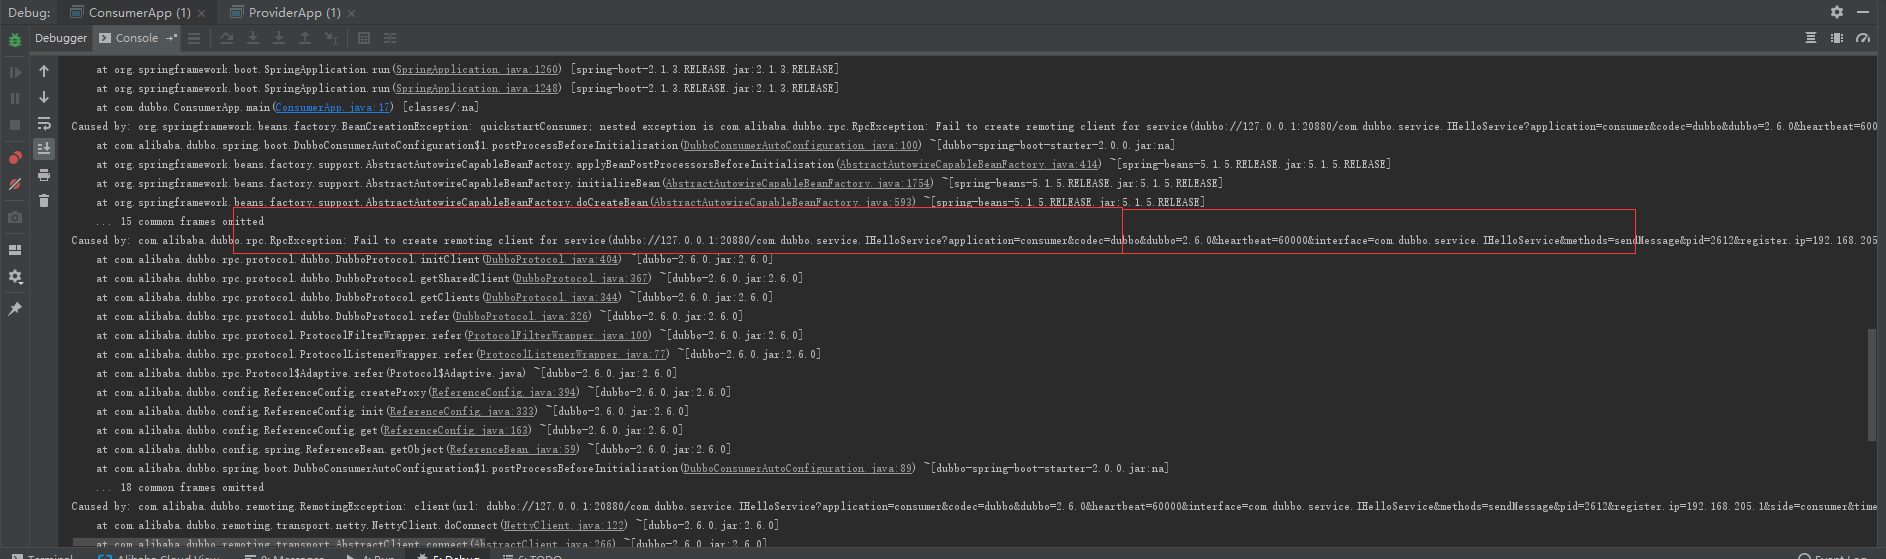 Debug: ConsumerApp (1) × ProviderApp (1) ×
Debugger Console
at org.springframework.boot.SpringApplication.run(SpringApplication.java:1260) [spring-boot-2.1.3.RELEASE.jar:2.1.3.RELEASE]
at org.springframework.boot.SpringApplication.run(SpringApplication.java:1248) [spring-boot-2.1.3.RELEASE.jar:2.1.3.RELEASE]
at com.dubbo.ConsumerApp.main(ConsumerApp.java:17) [classes/:na]
Caused by: org.springframework.beans.factory.BeanCreationException: quickstartConsumer; nested exception is com.alibaba.dubbo.rpc.RpcException: Fail to create remoting client for service(dubbo://127.0.0.1:20880/com.dubbo.service.IHelloService?application=consumer&codec=dubbo&dubbo=2.6.0&heartbeat=600
at com.alibaba.dubbo.spring.boot.DubboConsumerAutoConfiguration$1.postProcessBeforeInitialization(DubboConsumerAutoConfiguration.java:100) ~[dubbo-spring-boot-starter-2.0.0.jar:na]
at org.springframework.beans.factory.support.AbstractAutowireCapableBeanFactory.applyBeanPostProcessorsBeforeInitialization(AbstractAutowireCapableBeanFactory.java:414) ~[spring-beans-5.1.5.RELEASE.jar:5.1.5.RELEASE]
at org.springframework.beans.factory.support.AbstractAutowireCapableBeanFactory.initializeBean(AbstractAutowireCapableBeanFactory.java:1754) ~[spring-beans-5.1.5.RELEASE.jar:5.1.5.RELEASE]
at org.springframework.beans.factory.support.AbstractAutowireCapableBeanFactory.doCreateBean(AbstractAutowireCapableBeanFactory.java:593) ~[spring-beans-5.1.5.RELEASE.jar:5.1.5.RELEASE]
... 15 common frames omitted
Caused by: com.alibaba.dubbo.rpc.RpcException: Fail to create remoting client for service(dubbo://127.0.0.1:20880/com.dubbo.service.IHelloService?application=consumer&codec=dubbo&dubbo=2.6.0&heartbeat=60000&interface=com.dubbo.service.IHelloService&methods=sendMessage&pid=2612&register.ip=192.168.205
at com.alibaba.dubbo.rpc.protocol.dubbo.DubboProtocol.initClient(DubboProtocol.java:404) ~[dubbo-2.6.0.jar:2.6.0]
at com.alibaba.dubbo.rpc.protocol.dubbo.DubboProtocol.getSharedClient(DubboProtocol.java:367) ~[dubbo-2.6.0.jar:2.6.0]
at com.alibaba.dubbo.rpc.protocol.dubbo.DubboProtocol.getClients(DubboProtocol.java:344) ~[dubbo-2.6.0.jar:2.6.0]
at com.alibaba.dubbo.rpc.protocol.dubbo.DubboProtocol.refer(DubboProtocol.java:326) ~[dubbo-2.6.0.jar:2.6.0]
at com.alibaba.dubbo.rpc.protocol.ProtocolFilterWrapper.refer(ProtocolFilterWrapper.java:100) ~[dubbo-2.6.0.jar:2.6.0]
at com.alibaba.dubbo.rpc.protocol.ProtocolListenerWrapper.refer(ProtocolListenerWrapper.java:77) ~[dubbo-2.6.0.jar:2.6.0]
at com.alibaba.dubbo.rpc.Protocol$Adaptive.refer(Protocol$Adaptive.java) ~[dubbo-2.6.0.jar:2.6.0]
at com.alibaba.dubbo.config.ReferenceConfig.createProxy(ReferenceConfig.java:394) ~[dubbo-2.6.0.jar:2.6.0]
at com.alibaba.dubbo.config.ReferenceConfig.init(ReferenceConfig.java:333) ~[dubbo-2.6.0.jar:2.6.0]
at com.alibaba.dubbo.config.ReferenceConfig.get(ReferenceConfig.java:163) ~[dubbo-2.6.0.jar:2.6.0]
at com.alibaba.dubbo.config.spring.ReferenceBean.getObject(ReferenceBean.java:59) ~[dubbo-2.6.0.jar:2.6.0]
at com.alibaba.dubbo.spring.boot.DubboConsumerAutoConfiguration$1.postProcessBeforeInitialization(DubboConsumerAutoConfiguration.java:89) ~[dubbo-spring-boot-starter-2.0.0.jar:na]
... 18 common frames omitted
Caused by: com.alibaba.dubbo.remoting.RemotingException: client(url: dubbo://127.0.0.1:20880/com.dubbo.service.IHelloService?application=consumer&codec=dubbo&dubbo=2.6.0&heartbeat=60000&interface=com.dubbo.service.IHelloService&methods=sendMessage&pid=2612&register.ip=192.168.205.1&side=consumer&time
at com.alibaba.dubbo.remoting.transport.netty.NettyClient.doConnect(NettyClient.java:122) ~[dubbo-2.6.0.jar:2.6.0]
at com.alibaba.dubbo.remoting.transport.AbstractClient.connect(AbstractClient.java:266) ~[dubbo-2.6.0.jar:2.6.0]
Terminal Alibaba Cloud View 0: Messages 4: Run 5: Debug 6: TODO Event Log